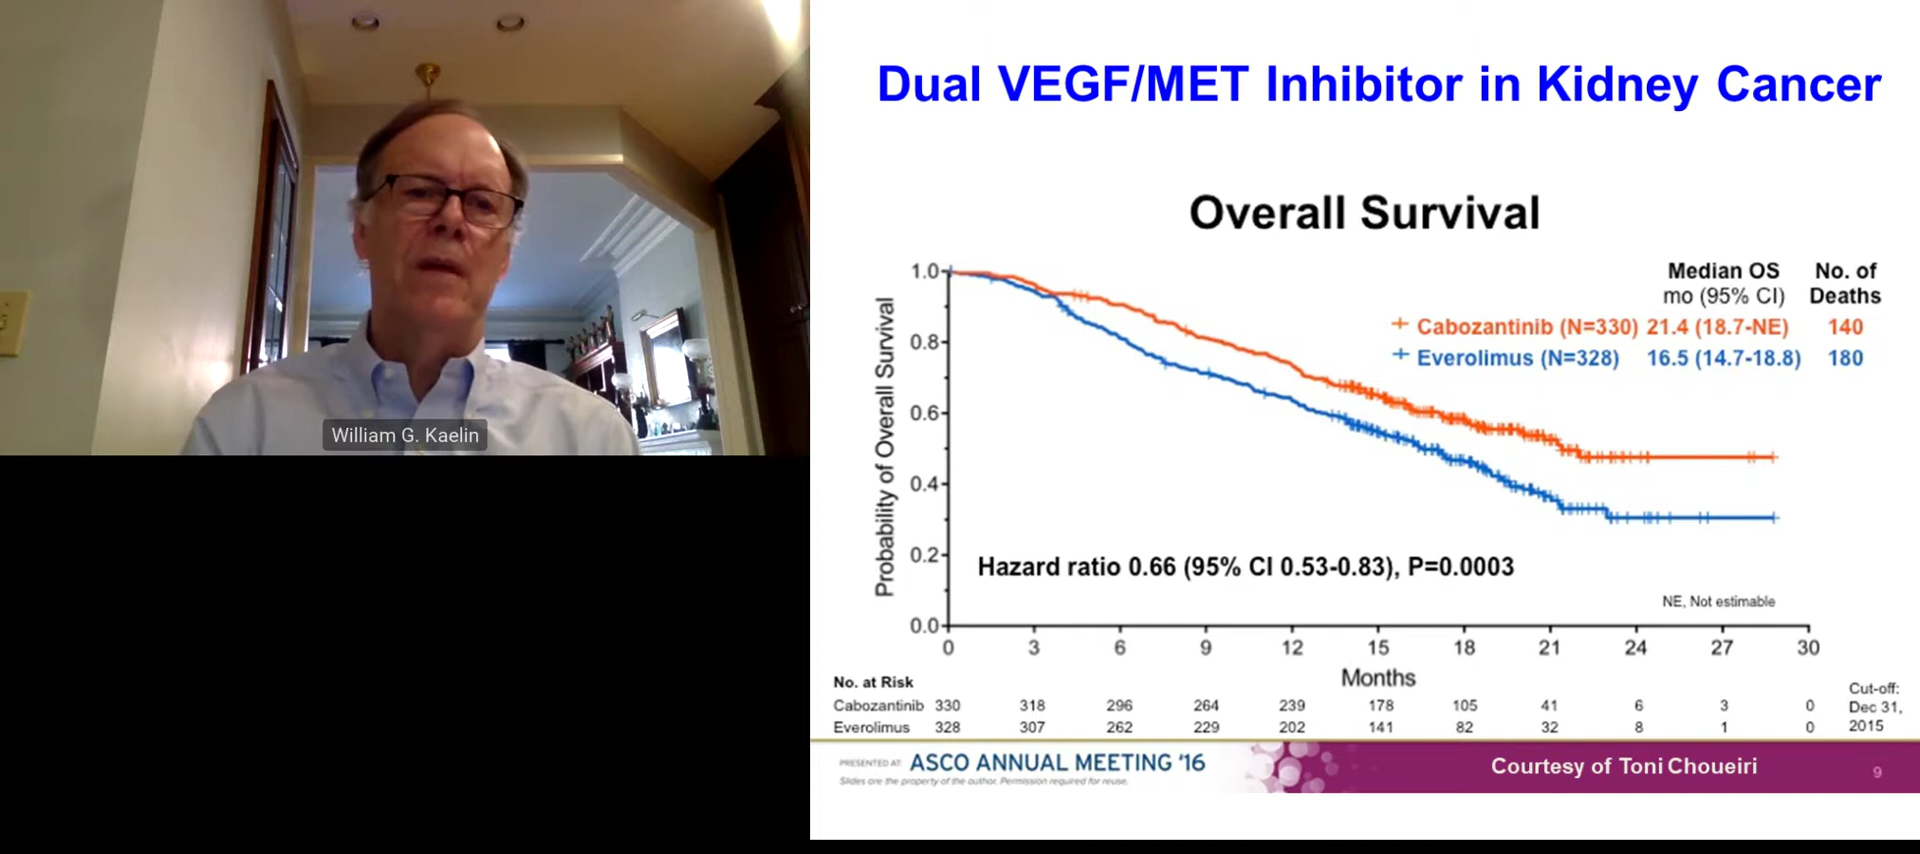 William G. Kaelin
Dual VEGF/MET Inhibitor in Kidney Cancer
Overall Survival
Median OS No. of
mo (95% CI) Deaths
Cabozantinib (N=330) 21.4 (18.7-NE) 140
Everolimus (N=328) 16.5 (14.7-18.8) 180
Probability of Overall Survival
1.0
0.8
0.6
0.4
0.2
0.0
Hazard ratio 0.66 (95% CI 0.53-0.83), P=0.0003
NE, Not estimable
0 3 6 9 12 15 18 21 24 27 30
Months
No. at Risk
Cabozantinib 330 318 296 264 239 178 105 41 6 3 0
Everolimus 328 307 262 229 202 141 82 32 8 1 0
Cut-off:
Dec 31,
2015
PRESENTED AT: ASCO ANNUAL MEETING '16
Slides are the property of the author. Permission required for reuse.
Courtesy of Toni Choueiri
9